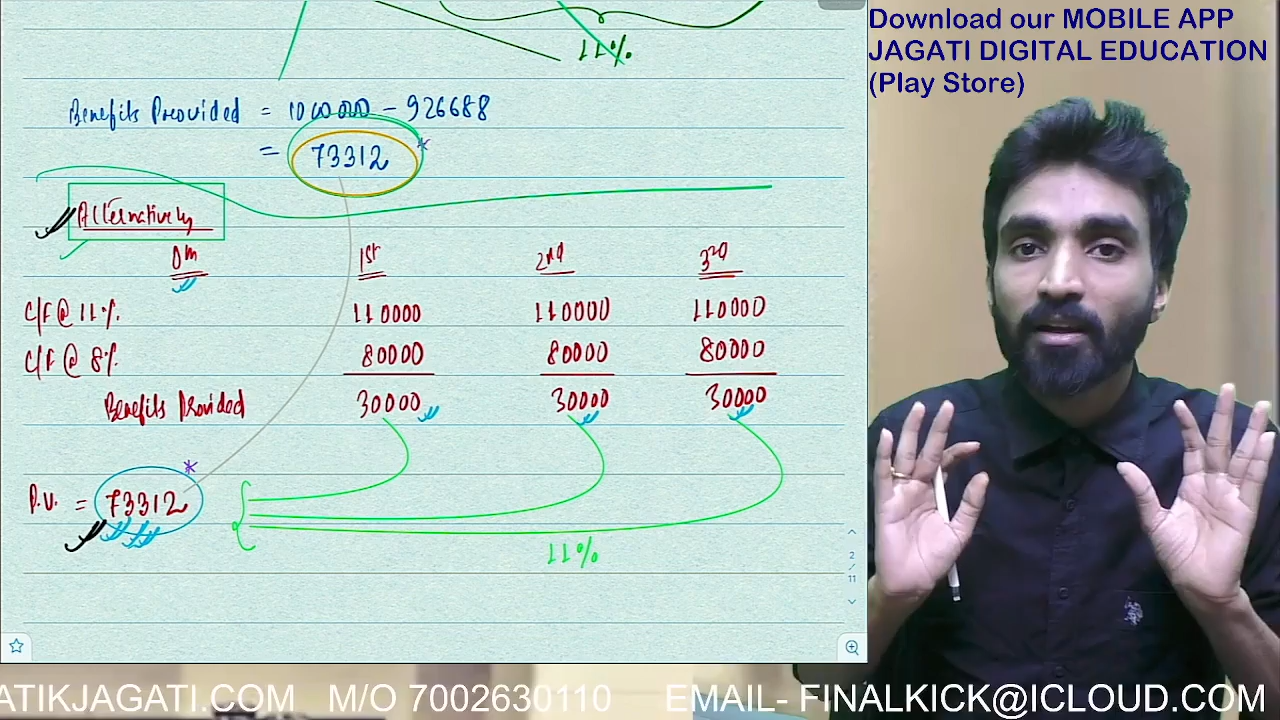 Download our MOBILE APP
JAGATI DIGITAL EDUCATION
(Play Store)
11%
Benefits Provided = 1000000 - 926688
= 73312 *
Alternatively
0th 1st 2nd 3rd
C/F @ 11% 110000 110000 110000
C/F @ 8% 80000 80000 80000
Benefits Provided 30000 30000 30000
P.V. = 73312 *
11%
2
/
11
ATIKJAGATI.COM M/O 7002630110 EMAIL- FINALKICK@ICLOUD.COM